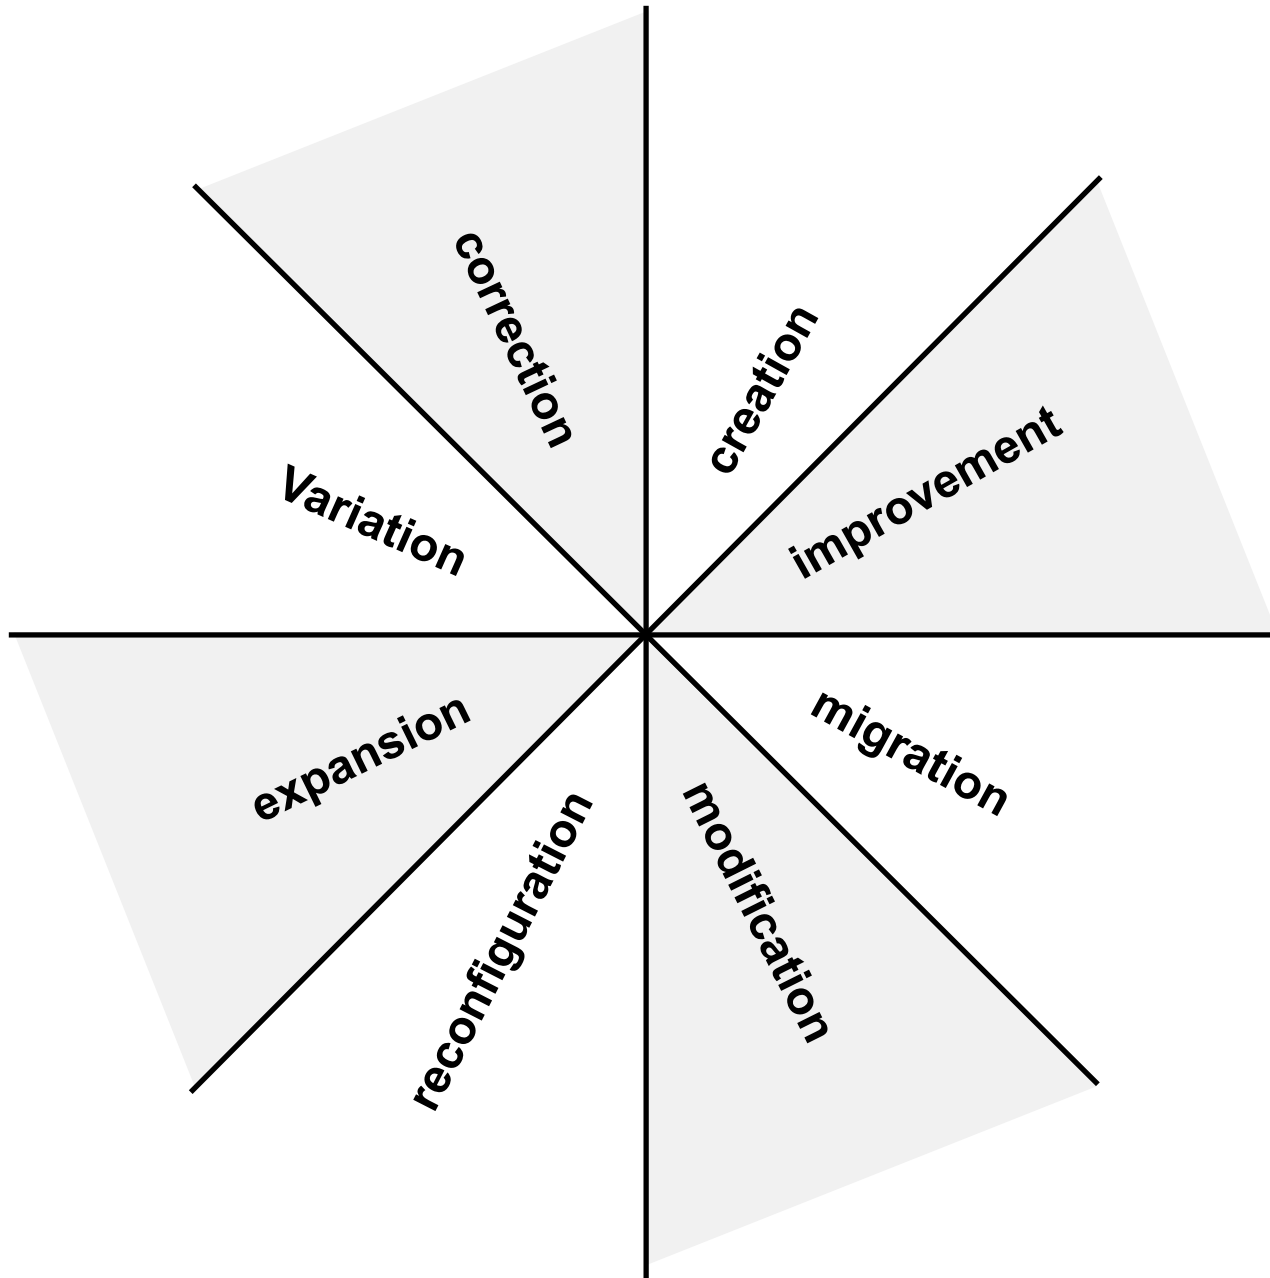 correction
creation
improvement
Variation
migration
expansion
modification
reconfiguration